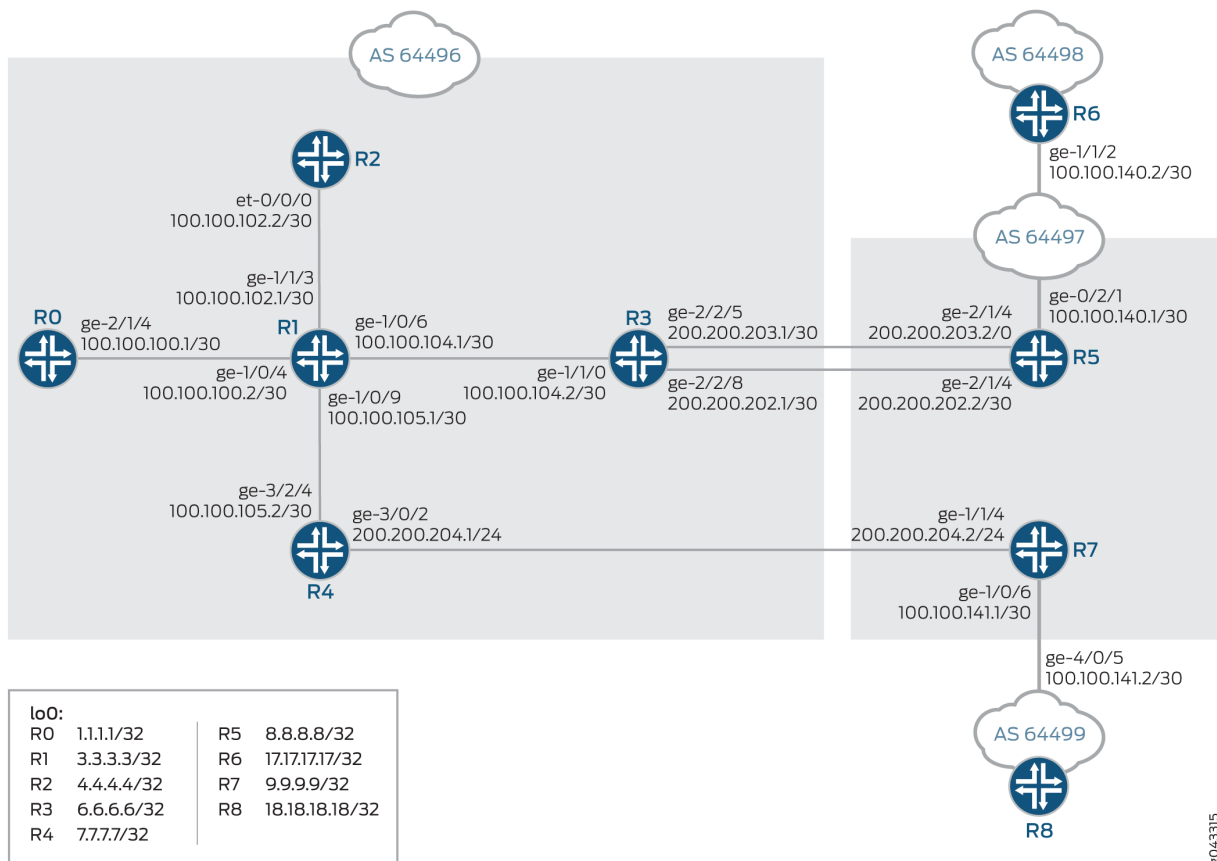 AS 64496
AS 64498
R6
ge-1/1/2
100.100.140.2/30
R2
et-0/0/0
100.100.102.2/30
AS 64497
ge-1/1/3
100.100.102.1/30
ge-0/2/1
100.100.140.1/30
R0
ge-2/1/4
100.100.100.1/30
R1
ge-1/0/6
100.100.104.1/30
R3
ge-2/2/5
200.200.203.1/30
ge-2/1/4
200.200.203.2/0
R5
ge-1/0/4
100.100.100.2/30
ge-1/0/9
100.100.105.1/30
ge-1/1/0
100.100.104.2/30
ge-2/2/8
200.200.202.1/30
ge-2/1/4
200.200.202.2/30
ge-3/2/4
100.100.105.2/30
ge-3/0/2
200.200.204.1/24
R4
ge-1/1/4
200.200.204.2/24
R7
ge-1/0/6
100.100.141.1/30
ge-4/0/5
100.100.141.2/30
AS 64499
R8
lo0:
R0 1.1.1.1/32
R1 3.3.3.3/32
R2 4.4.4.4/32
R3 6.6.6.6/32
R4 7.7.7.7/32
R5 8.8.8.8/32
R6 17.17.17.17/32
R7 9.9.9.9/32
R8 18.18.18.18/32